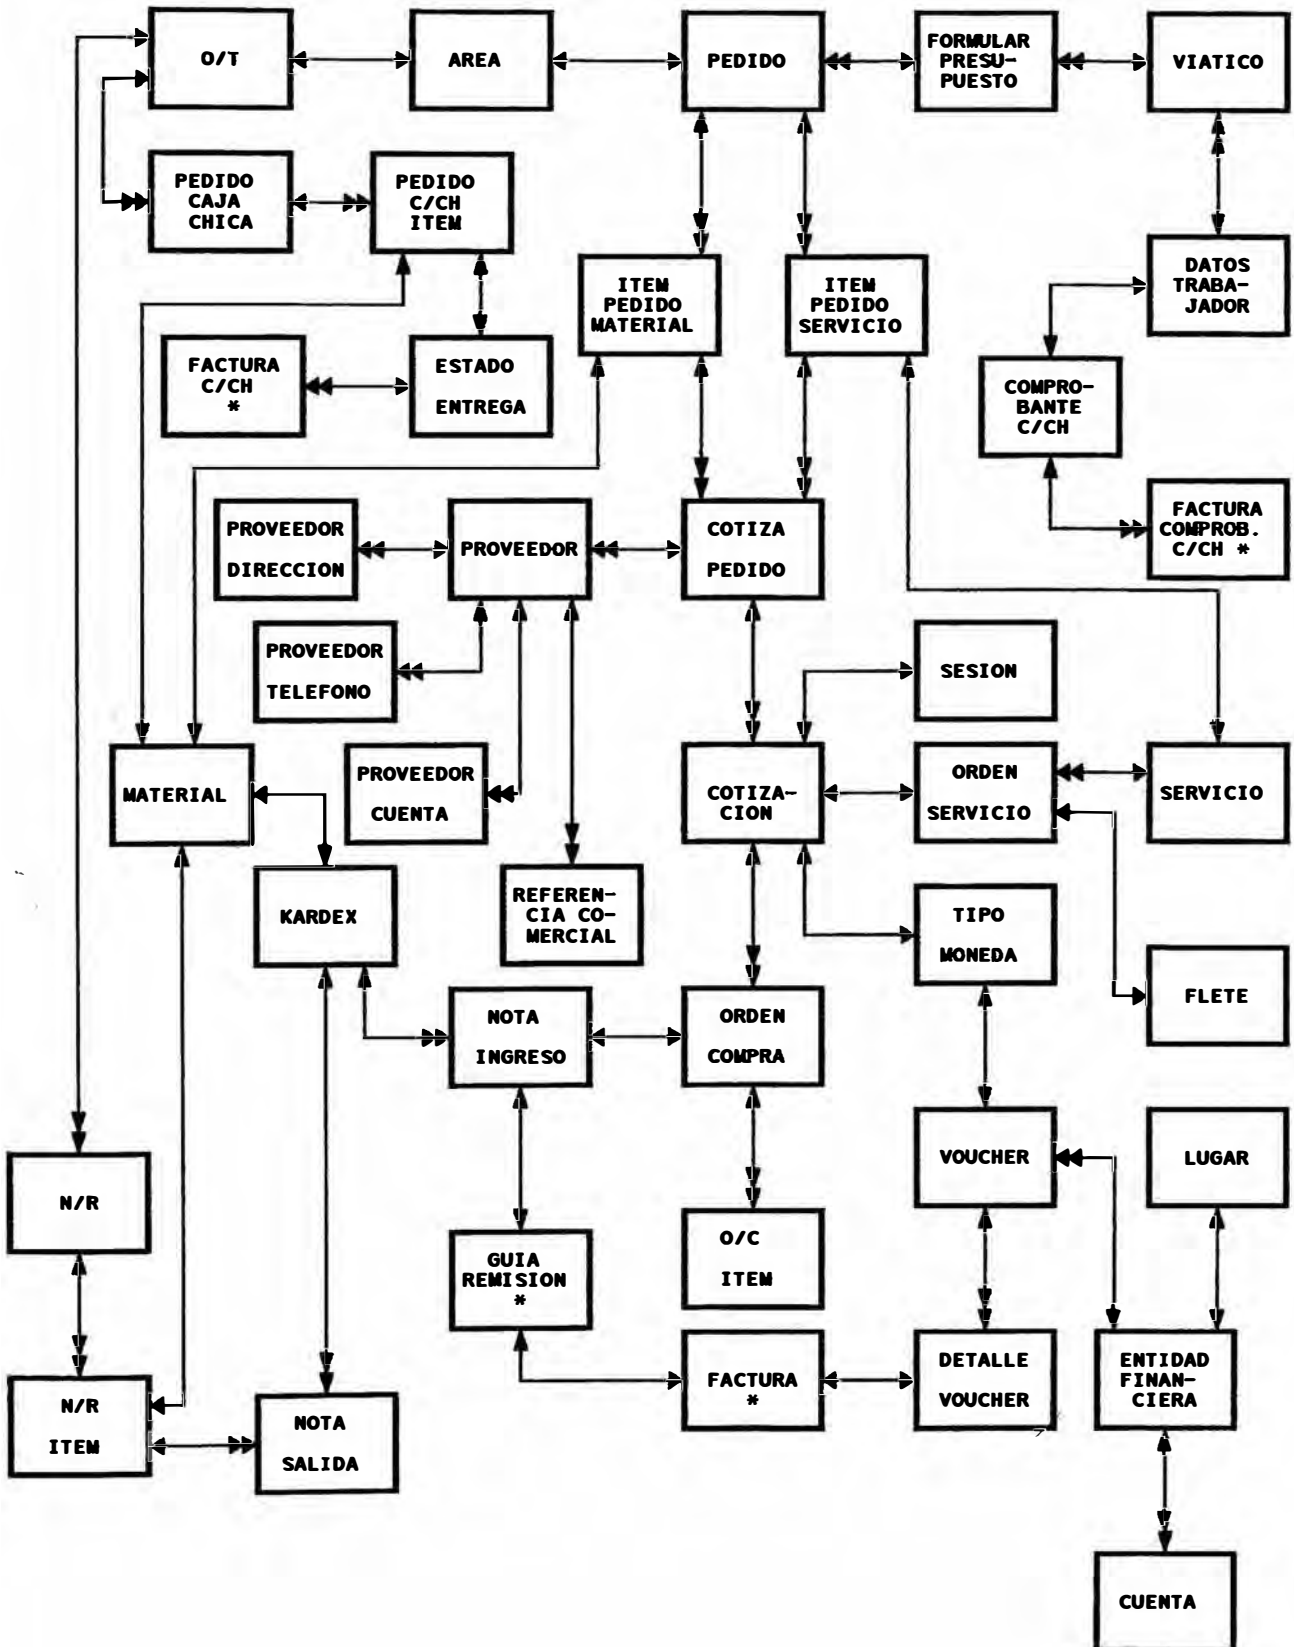 O/T
AREA
PEDIDO
FORMULAR
PRESU-
PUESTO
VIATICO
PEDIDO
CAJA
CHICA
PEDIDO
C/CH
ITEM
ITEM
PEDIDO
MATERIAL
ITEM
PEDIDO
SERVICIO
DATOS
TRABA-
JADOR
FACTURA
C/CH
*
ESTADO
ENTREGA
COMPRO-
BANTE
C/CH
PROVEEDOR
DIRECCION
PROVEEDOR
COTIZA
PEDIDO
FACTURA
COMPROB.
C/CH *
PROVEEDOR
TELEFONO
SESION
MATERIAL
PROVEEDOR
CUENTA
COTIZA-
CION
ORDEN
SERVICIO
SERVICIO
KARDEX
REFEREN-
CIA CO-
MERCIAL
TIPO
MONEDA
FLETE
NOTA
INGRESO
ORDEN
COMPRA
N/R
VOUCHER
LUGAR
GUIA
REMISION
*
O/C
ITEM
N/R
ITEM
NOTA
SALIDA
FACTURA
*
DETALLE
VOUCHER
ENTIDAD
FINAN-
CIERA
CUENTA